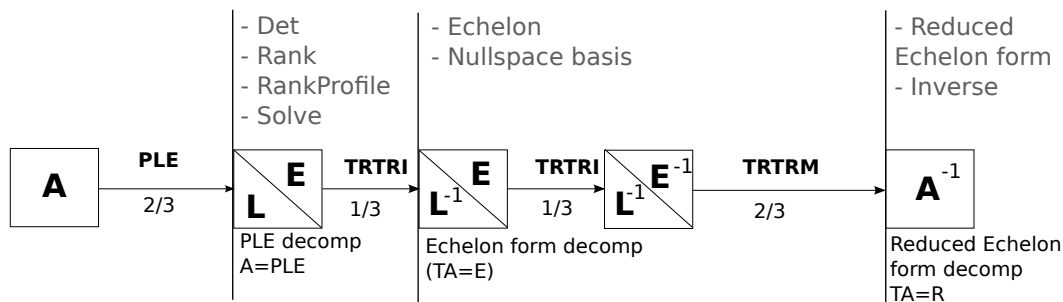 - Det
- Rank
- RankProfile
- Solve
- Echelon
- Nullspace basis
- Reduced
Echelon form
- Inverse
A
PLE
2/3
E
L
TRTRI
1/3
E
L-1
TRTRI
1/3
E-1
L-1
TRTRM
2/3
A-1
PLE decomp
A=PLE
Echelon form decomp
(TA=E)
Reduced Echelon
form decomp
TA=R